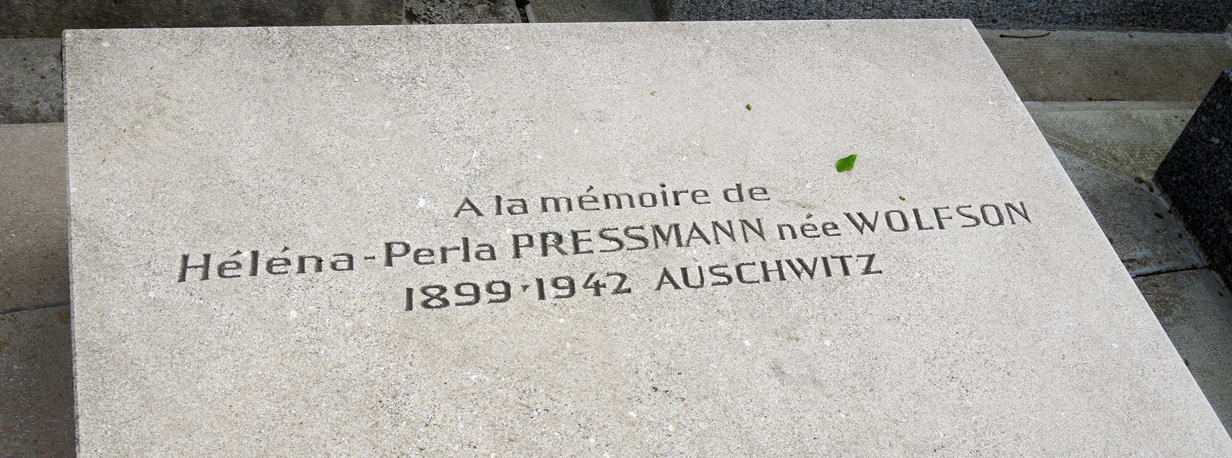 A la mémoire de
Héléna-Perla PRESSMANN née WOLFSON
1899-1942 AUSCHWITZ